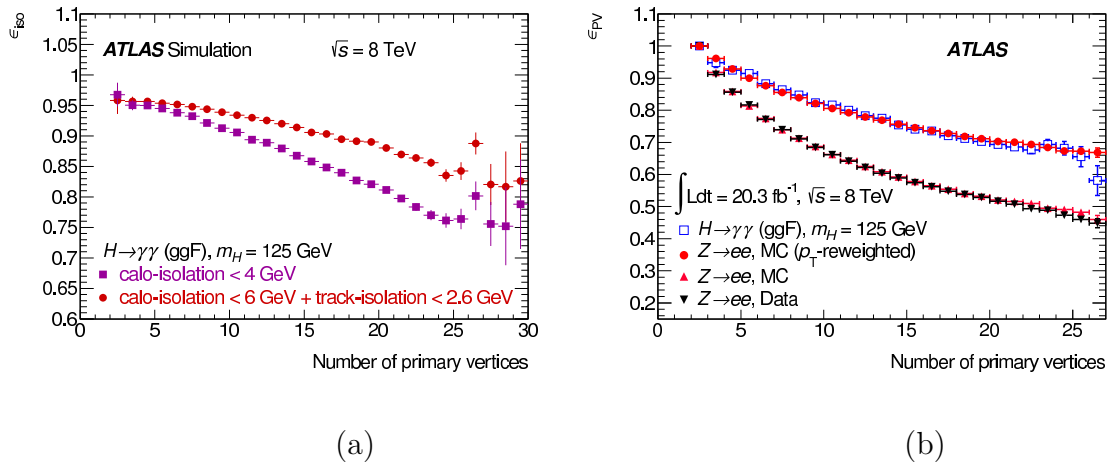 ϵ_iso
1.1
1.05
1
0.95
0.9
0.85
0.8
0.75
0.7
0.65
0.6
ATLAS Simulation √s = 8 TeV
H→γγ (ggF), m_H = 125 GeV
calo-isolation < 4 GeV
calo-isolation < 6 GeV + track-isolation < 2.6 GeV
0 5 10 15 20 25 30
Number of primary vertices
(a)
ϵ_PV
1.1
1
0.9
0.8
0.7
0.6
0.5
0.4
0.3
0.2
ATLAS
∫Ldt = 20.3 fb⁻¹, √s = 8 TeV
H→γγ (ggF), m_H = 125 GeV
Z→ee, MC (p_T-reweighted)
Z→ee, MC
Z→ee, Data
0 5 10 15 20 25
Number of primary vertices
(b)